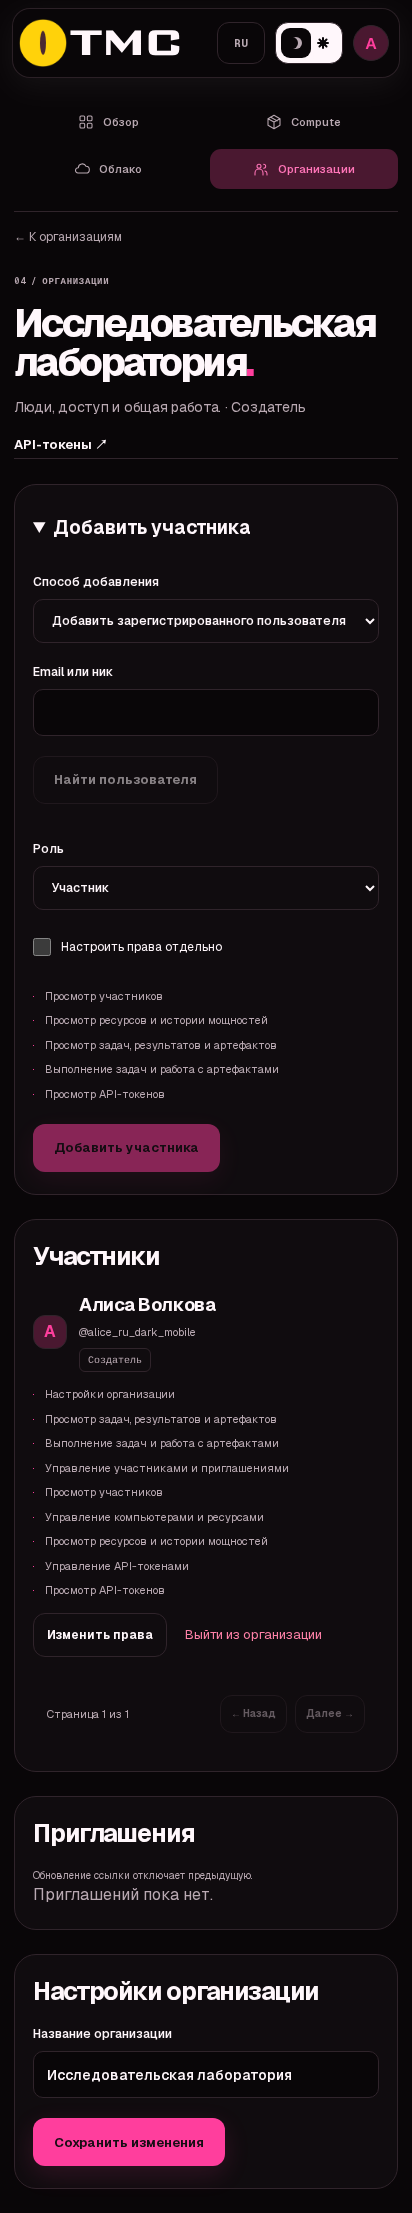 TMC
RU
A
Обзор
Compute
Облако
Организации
← К организациям
04 / ОРГАНИЗАЦИИ
Исследовательская
лаборатория.
Люди, доступ и общая работа. · Создатель
API-токены ↗
▼ Добавить участника
Способ добавления
Добавить зарегистрированного пользователя
Email или ник
Найти пользователя
Роль
Участник
Настроить права отдельно
· Просмотр участников
· Просмотр ресурсов и истории мощностей
· Просмотр задач, результатов и артефактов
· Выполнение задач и работа с артефактами
· Просмотр API-токенов
Добавить участника
Участники
A
Алиса Волкова
@alice_ru_dark_mobile
Создатель
· Настройки организации
· Просмотр задач, результатов и артефактов
· Выполнение задач и работа с артефактами
· Управление участниками и приглашениями
· Просмотр участников
· Управление компьютерами и ресурсами
· Просмотр ресурсов и истории мощностей
· Управление API-токенами
· Просмотр API-токенов
Изменить права
Выйти из организации
Страница 1 из 1
← Назад
Далее →
Приглашения
Обновление ссылки отключает предыдущую.
Приглашений пока нет.
Настройки организации
Название организации
Исследовательская лаборатория
Сохранить изменения